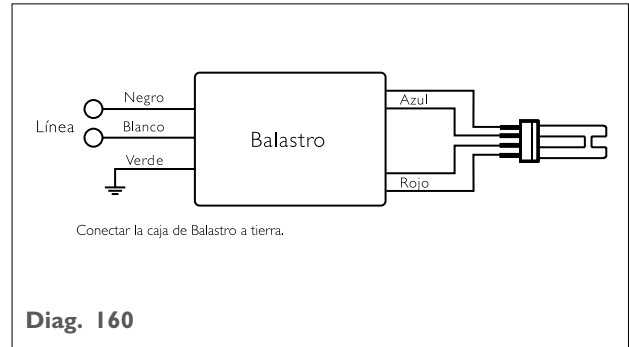 Negro
Azul
Línea
Blanco
Balastro
Verde
Rojo
Conectar la caja de Balastro a tierra.
Diag. 160